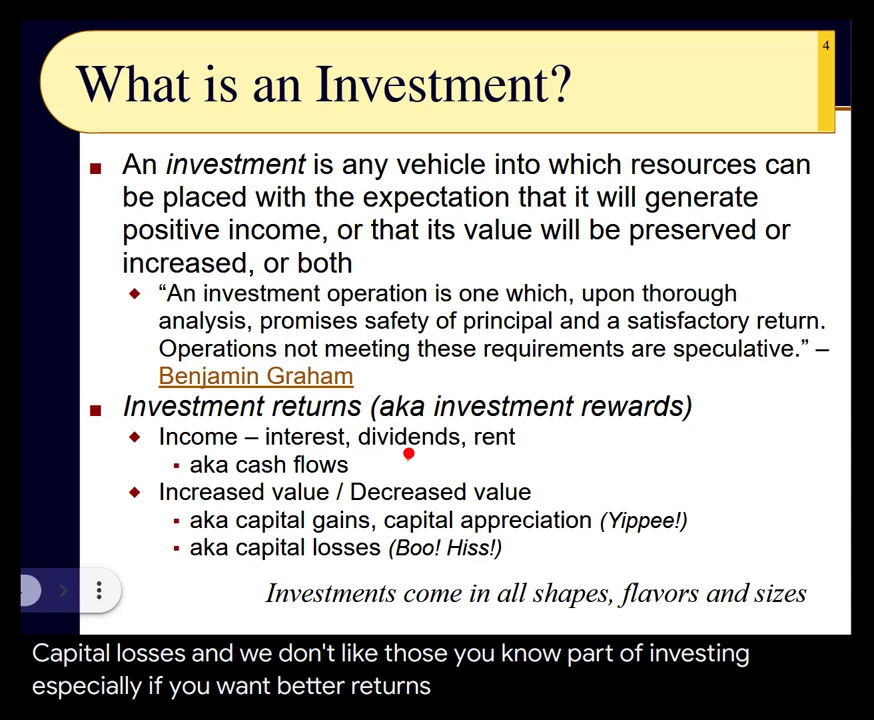 4
What is an Investment?
■ An investment is any vehicle into which resources can
be placed with the expectation that it will generate
positive income, or that its value will be preserved or
increased, or both
◆ “An investment operation is one which, upon thorough
analysis, promises safety of principal and a satisfactory return.
Operations not meeting these requirements are speculative.” –
Benjamin Graham
■ Investment returns (aka investment rewards)
◆ Income – interest, dividends, rent
▪ aka cash flows
◆ Increased value / Decreased value
▪ aka capital gains, capital appreciation (Yippee!)
▪ aka capital losses (Boo! Hiss!)
Investments come in all shapes, flavors and sizes
Capital losses and we don't like those you know part of investing
especially if you want better returns